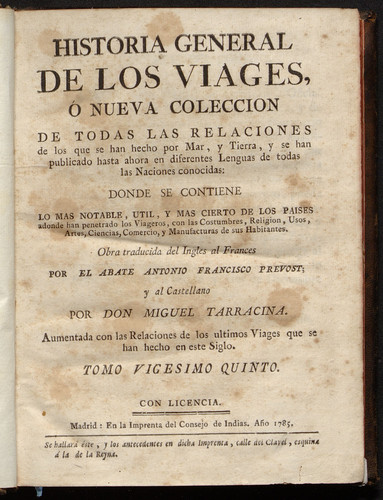 HISTORIA GENERAL
DE LOS VIAGES,
Ó NUEVA COLECCION
DE TODAS LAS RELACIONES
de los que se han hecho por Mar, y Tierra, y se han
publicado hasta ahora en diferentes Lenguas de todas
las Naciones conocidas:
DONDE SE CONTIENE
LO MAS NOTABLE, UTIL, Y MAS CIERTO DE LOS PAISES
adonde han penetrado los Viageros, con las Costumbres, Religion, Usos,
Artes, Ciencias, Comercio, y Manufacturas de sus Habitantes.
Obra traducida del Ingles al Frances
POR EL ABATE ANTONIO FRANCISCO PREVOST;
y al Castellano
POR DON MIGUEL TARRACINA.
Aumentada con las Relaciones de los ultimos Viages que se
han hecho en este Siglo.
TOMO VIGESIMO QUINTO.
CON LICENCIA.
Madrid: En la Imprenta del Consejo de Indias. Año 1785.
Se hallará éste, y los antecedentes en dicha Imprenta, calle del Clavel, esquina
á la de la Reyna.